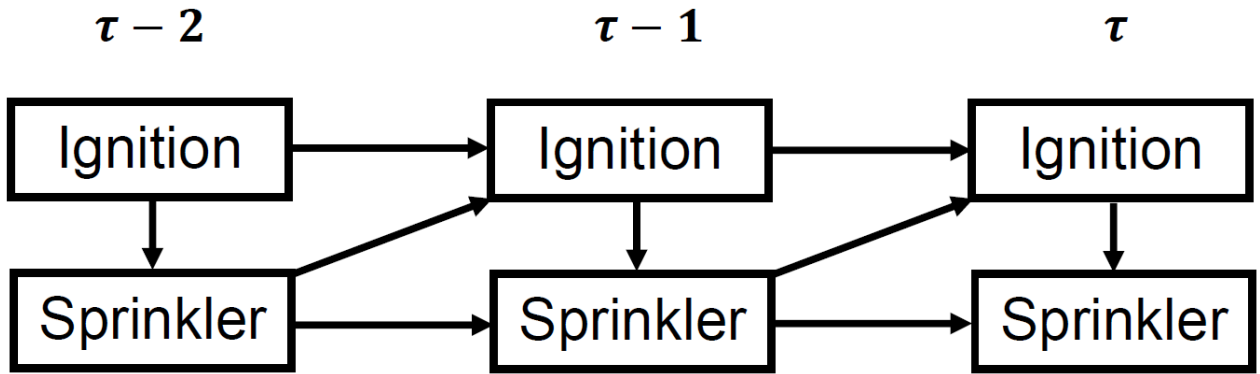 τ − 2 τ − 1 τ
Ignition Ignition Ignition
Sprinkler Sprinkler Sprinkler